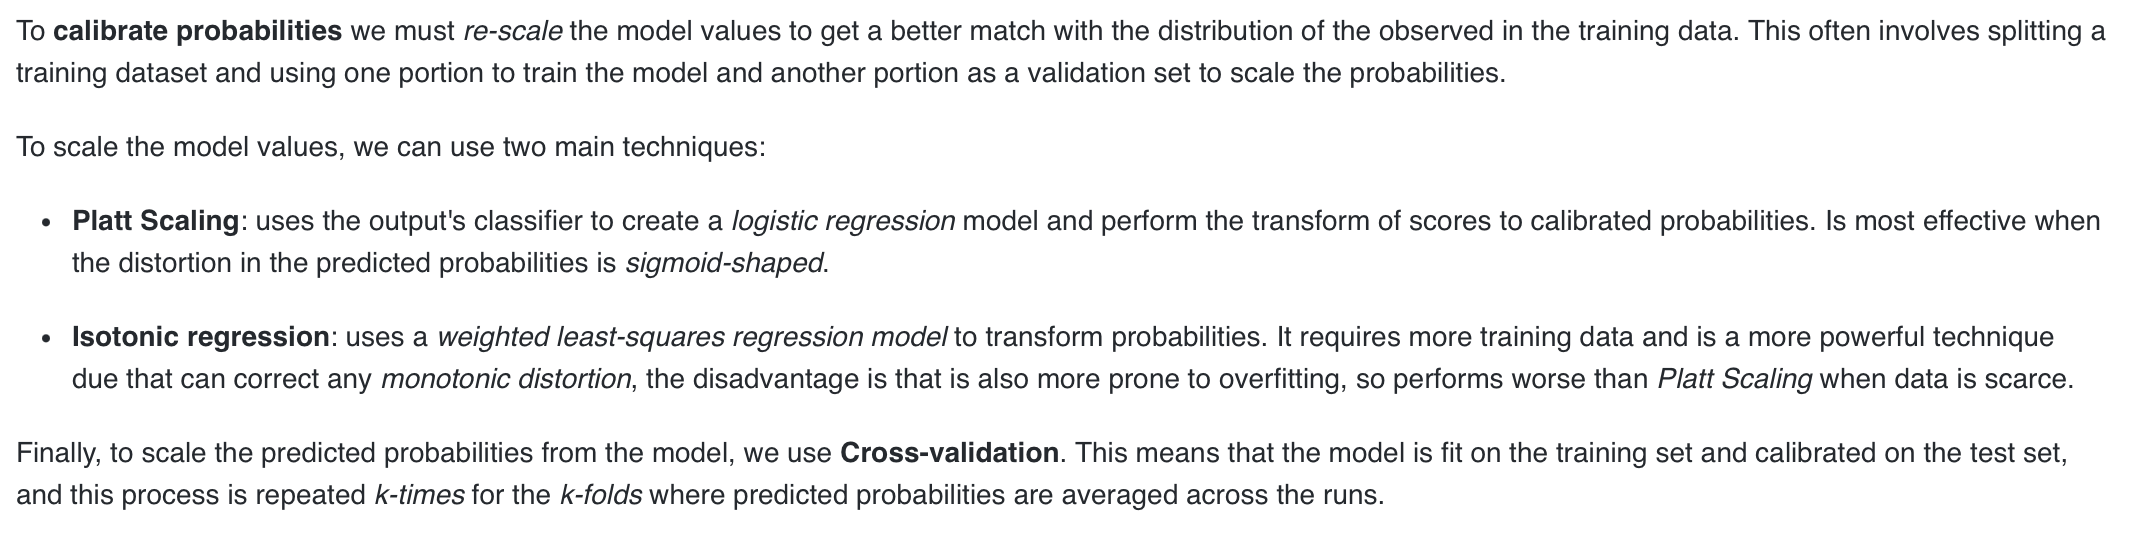 To calibrate probabilities we must re-scale the model values to get a better match with the distribution of the observed in the training data. This often involves splitting a
training dataset and using one portion to train the model and another portion as a validation set to scale the probabilities.
To scale the model values, we can use two main techniques:
• Platt Scaling: uses the output's classifier to create a logistic regression model and perform the transform of scores to calibrated probabilities. Is most effective when
the distortion in the predicted probabilities is sigmoid-shaped.
• Isotonic regression: uses a weighted least-squares regression model to transform probabilities. It requires more training data and is a more powerful technique
due that can correct any monotonic distortion, the disadvantage is that is also more prone to overfitting, so performs worse than Platt Scaling when data is scarce.
Finally, to scale the predicted probabilities from the model, we use Cross-validation. This means that the model is fit on the training set and calibrated on the test set,
and this process is repeated k-times for the k-folds where predicted probabilities are averaged across the runs.